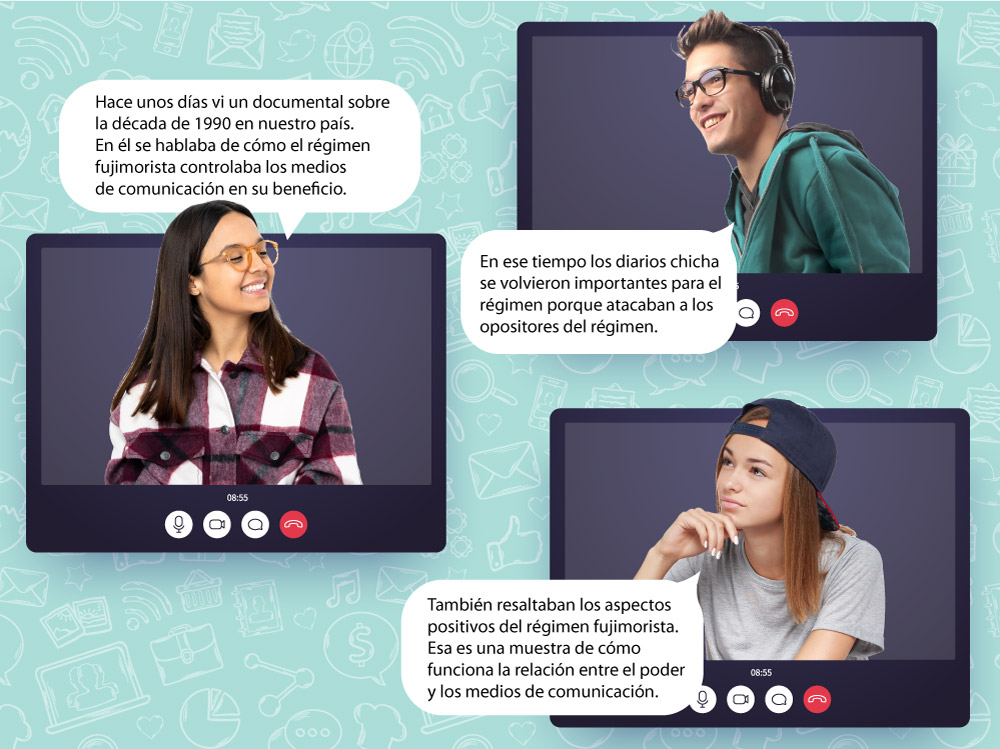 Hace unos días vi un documental sobre
la década de 1990 en nuestro país.
En él se hablaba de cómo el régimen
fujimorista controlaba los medios
de comunicación en su beneficio.
En ese tiempo los diarios chicha
se volvieron importantes para el
régimen porque atacaban a los
opositores del régimen.
08:55
También resaltaban los aspectos
positivos del régimen fujimorista.
Esa es una muestra de cómo
funciona la relación entre el poder
y los medios de comunicación.
08:55